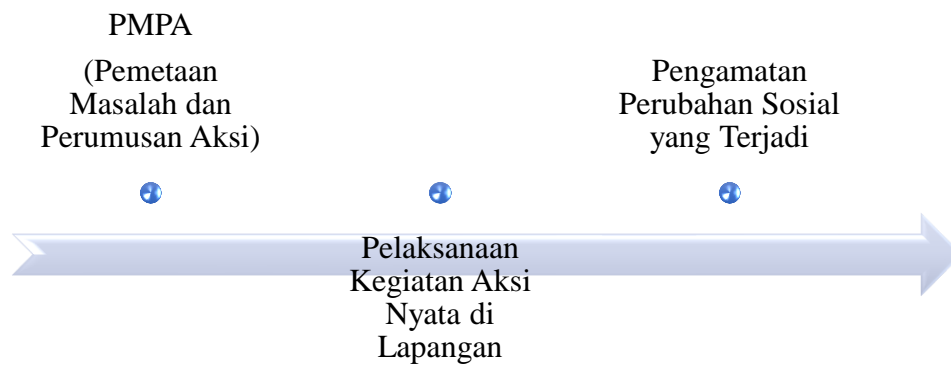 PMPA
(Pemetaan
Masalah dan
Perumusan Aksi)
Pelaksanaan
Kegiatan Aksi
Nyata di
Lapangan
Pengamatan
Perubahan Sosial
yang Terjadi